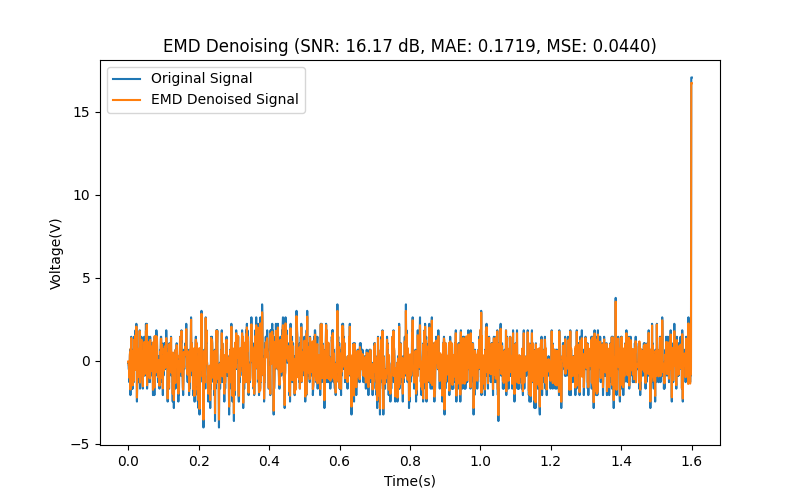 EMD Denoising (SNR: 16.17 dB, MAE: 0.1719, MSE: 0.0440)
Original Signal
EMD Denoised Signal
15
10
5
0
−5
Voltage(V)
0.0 0.2 0.4 0.6 0.8 1.0 1.2 1.4 1.6
Time(s)